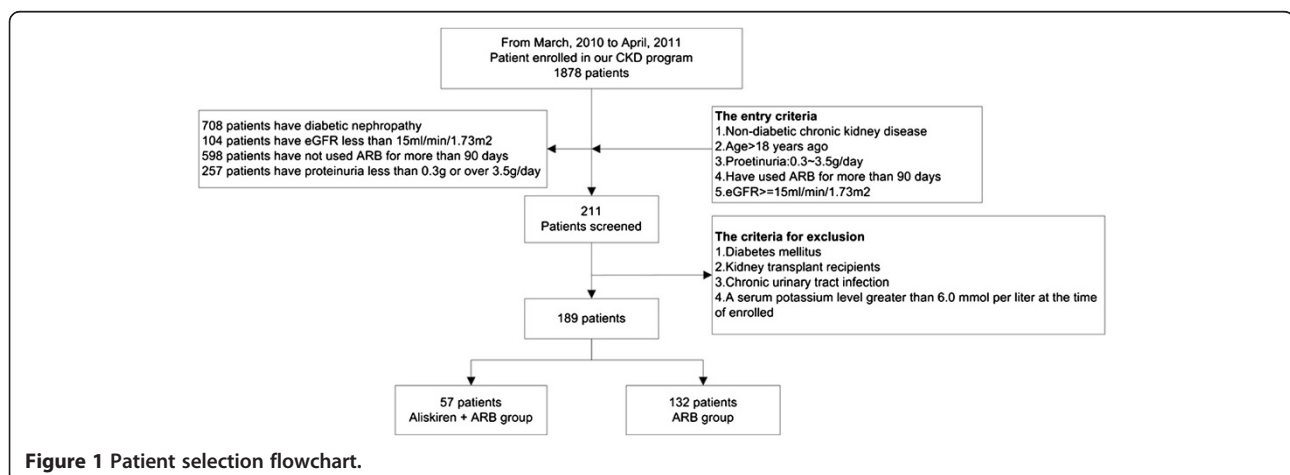 From March, 2010 to April, 2011
Patient enrolled in our CKD program
1878 patients
708 patients have diabetic nephropathy
104 patients have eGFR less than 15ml/min/1.73m2
598 patients have not used ARB for more than 90 days
257 patients have proteinuria less than 0.3g or over 3.5g/day
The entry criteria
1.Non-diabetic chronic kidney disease
2.Age>18 years ago
3.Proetinuria:0.3~3.5g/day
4.Have used ARB for more than 90 days
5.eGFR>=15ml/min/1.73m2
211
Patients screened
The criteria for exclusion
1.Diabetes mellitus
2.Kidney transplant recipients
3.Chronic urinary tract infection
4.A serum potassium level greater than 6.0 mmol per liter at the time
of enrolled
189 patients
57 patients
Aliskiren + ARB group
132 patients
ARB group
Figure 1 Patient selection flowchart.